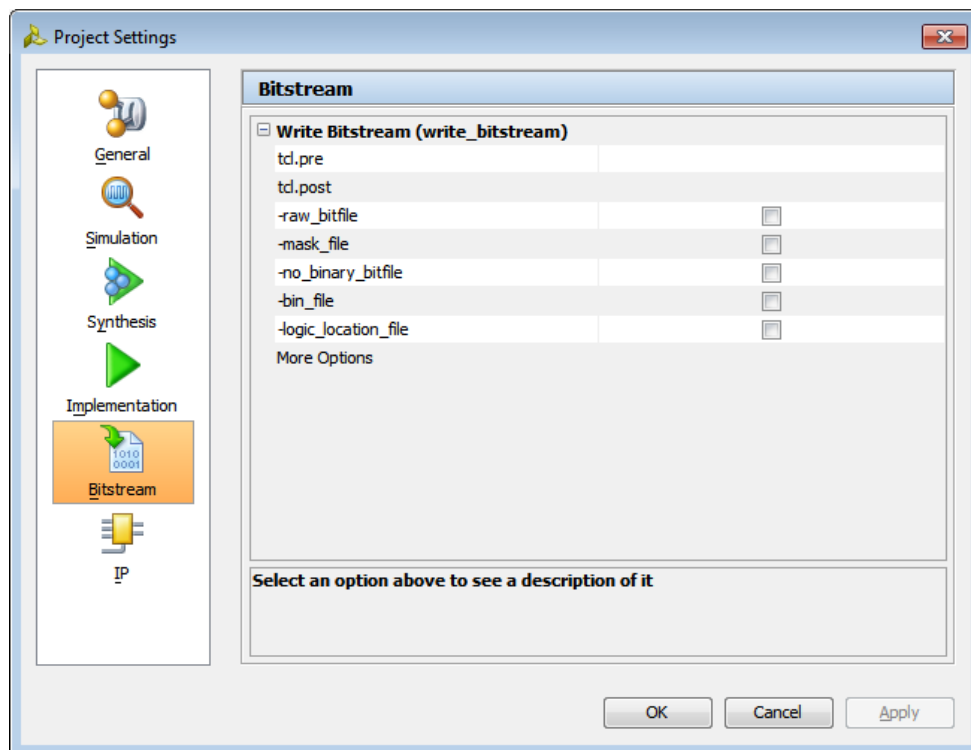 Project Settings
General
Simulation
Synthesis
Implementation
Bitstream
IP
Bitstream
Write Bitstream (write_bitstream)
tcl.pre
tcl.post
-raw_bitfile
-mask_file
-no_binary_bitfile
-bin_file
-logic_location_file
More Options
Select an option above to see a description of it
OK
Cancel
Apply